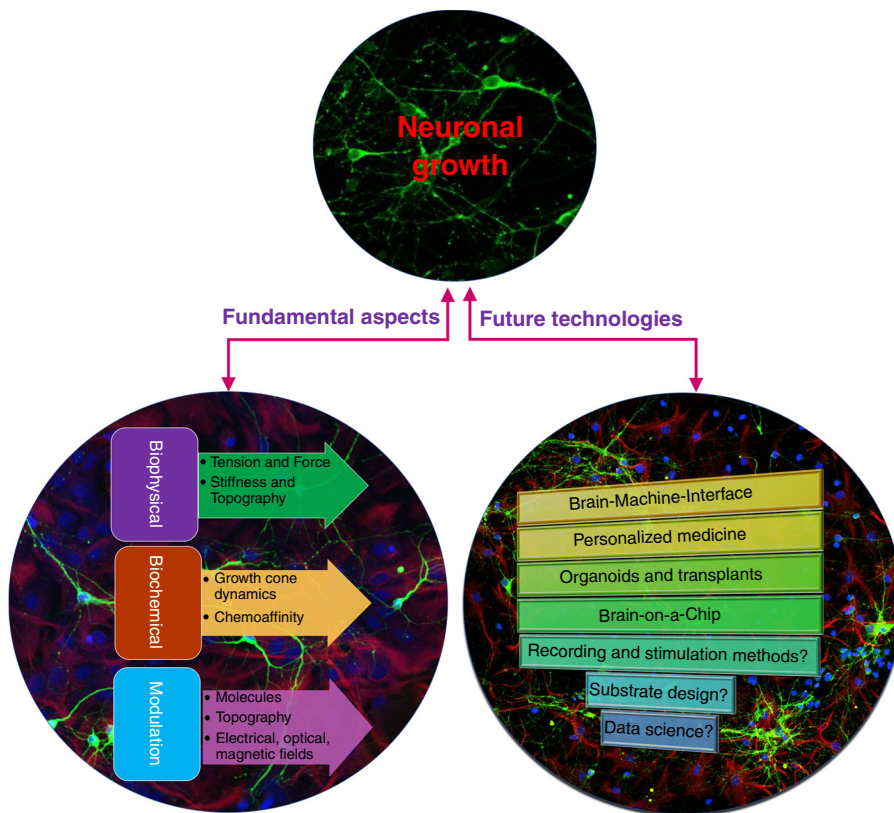 Neuronal
growth
Fundamental aspects
Future technologies
Biophysical
• Tension and Force
• Stiffness and
Topography
Biochemical
• Growth cone
dynamics
• Chemoaffinity
Modulation
• Molecules
• Topography
• Electrical, optical,
magnetic fields
Brain-Machine-Interface
Personalized medicine
Organoids and transplants
Brain-on-a-Chip
Recording and stimulation methods?
Substrate design?
Data science?